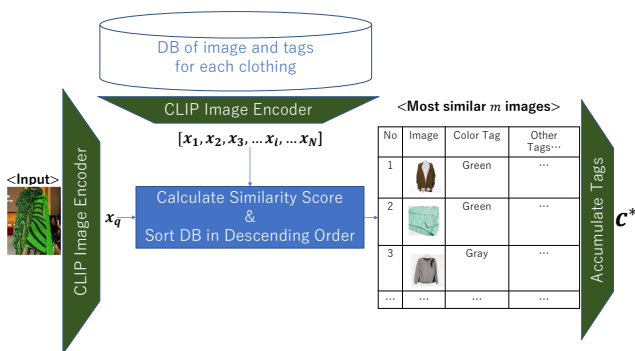 DB of image and tags
for each clothing
CLIP Image Encoder
[x₁, x₂, x₃, … xᵢ, … x_N]
<Input>
CLIP Image Encoder
x_q
Calculate Similarity Score
&
Sort DB in Descending Order
<Most similar m images>
No Image Color Tag Other
Tags⋯
1 Green ⋯
2 Green ⋯
3 Gray ⋯
⋯ ⋯ ⋯ ⋯
Accumulate Tags
c*